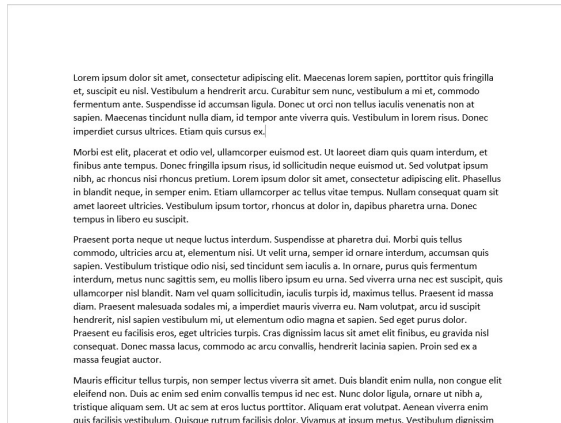 Lorem ipsum dolor sit amet, consectetur adipiscing elit. Maecenas lorem sapien, porttitor quis fringilla
et, suscipit eu nisl. Vestibulum a hendrerit arcu. Curabitur sem nunc, vestibulum a mi et, commodo
fermentum ante. Suspendisse id accumsan ligula. Donec ut orci non tellus iaculis venenatis non at
sapien. Maecenas tincidunt nulla diam, id tempor ante viverra quis. Vestibulum in lorem risus. Donec
imperdiet cursus ultrices. Etiam quis cursus ex.
Morbi est elit, placerat et odio vel, ullamcorper euismod est. Ut laoreet diam quis quam interdum, et
finibus ante tempus. Donec fringilla ipsum risus, id sollicitudin neque euismod ut. Sed volutpat ipsum
nibh, ac rhoncus nisi rhoncus pretium. Lorem ipsum dolor sit amet, consectetur adipiscing elit. Phasellus
in blandit neque, in semper enim. Etiam ullamcorper ac tellus vitae tempus. Nullam consequat quam sit
amet laoreet ultricies. Vestibulum ipsum tortor, rhoncus at dolor in, dapibus pharetra urna. Donec
tempus in libero eu suscipit.
Praesent porta neque ut neque luctus interdum. Suspendisse at pharetra dui. Morbi quis tellus
commodo, ultricies arcu at, elementum nisi. Ut velit urna, semper id ornare interdum, accumsan quis
sapien. Vestibulum tristique odio nisi, sed tincidunt sem iaculis a. In ornare, purus quis fermentum
interdum, metus nunc sagittis sem, eu mollis libero ipsum eu urna. Sed viverra urna nec est suscipit, quis
ullamcorper nisl blandit. Nam vel quam sollicitudin, iaculis turpis id, maximus tellus. Praesent id massa
diam. Praesent malesuada sodales mi, a imperdiet mauris viverra eu. Nam volutpat, arcu id suscipit
hendrerit, nisl sapien vestibulum mi, ut elementum odio magna et sapien. Sed eget purus dolor.
Praesent eu facilisis eros, eget ultricies turpis. Cras dignissim lacus sit amet elit finibus, eu gravida nisl
consequat. Donec massa lacus, commodo ac arcu convallis, hendrerit lacinia sapien. Proin sed ex a
massa feugiat auctor.
Mauris efficitur tellus turpis, non semper lectus viverra sit amet. Duis blandit enim nulla, non congue elit
eleifend non. Duis ac enim sed enim convallis tempus id nec est. Nunc dolor ligula, ornare ut nibh a,
tristique aliquam sem. Ut ac sem at eros luctus porttitor. Aliquam erat volutpat. Aenean viverra enim
quis facilisis vestibulum. Quisque rutrum facilisis dolor. Vivamus at ipsum metus. Vestibulum dignissim